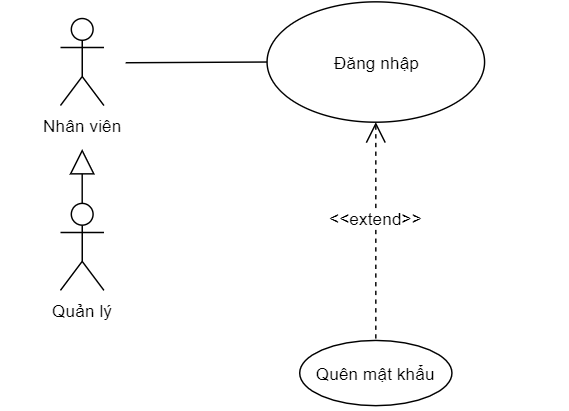 Đăng nhập
Nhân viên
<<extend>>
Quản lý
Quên mật khẩu